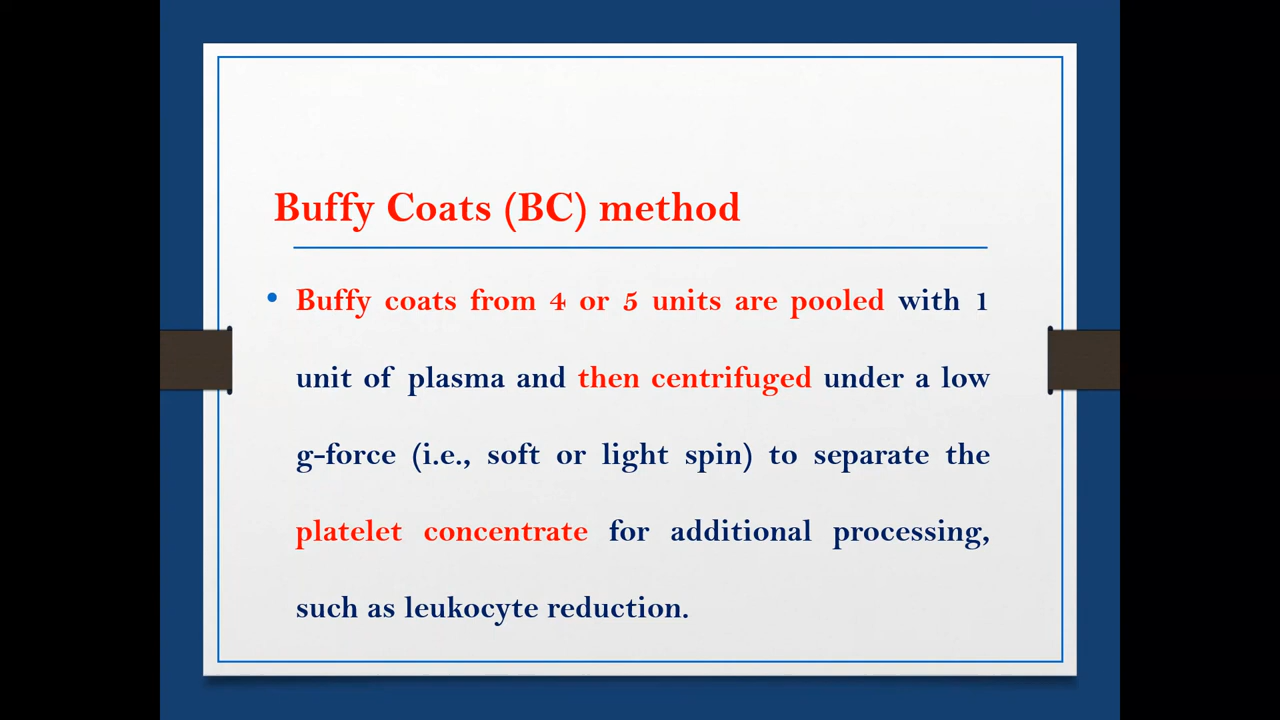 Buffy Coats (BC) method
• Buffy coats from 4 or 5 units are pooled with 1
unit of plasma and then centrifuged under a low
g-force (i.e., soft or light spin) to separate the
platelet concentrate for additional processing,
such as leukocyte reduction.